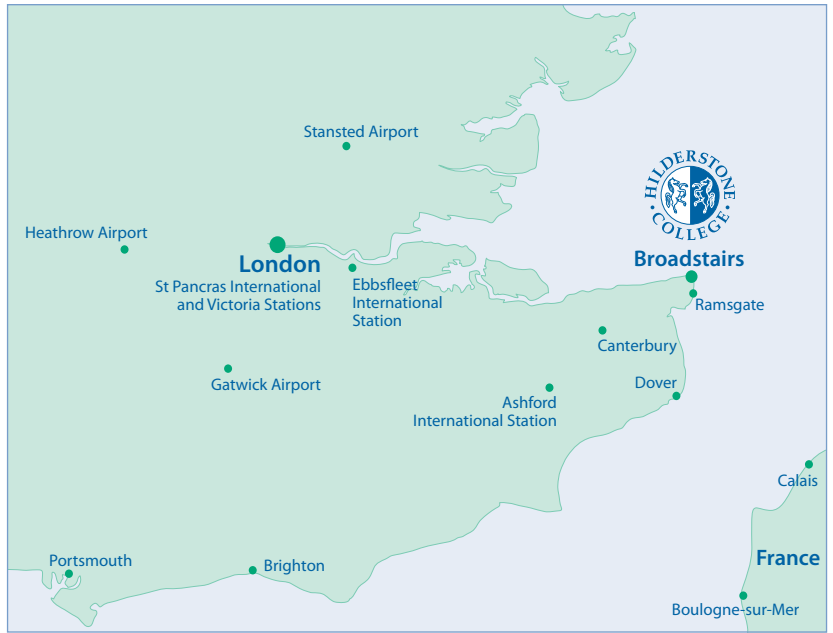 Stansted Airport
HILDERSTONE
· COLLEGE ·
Heathrow Airport
London
St Pancras International
and Victoria Stations
Ebbsfleet
International
Station
Broadstairs
Ramsgate
Canterbury
Gatwick Airport
Dover
Ashford
International Station
Calais
Portsmouth
Brighton
France
Boulogne-sur-Mer